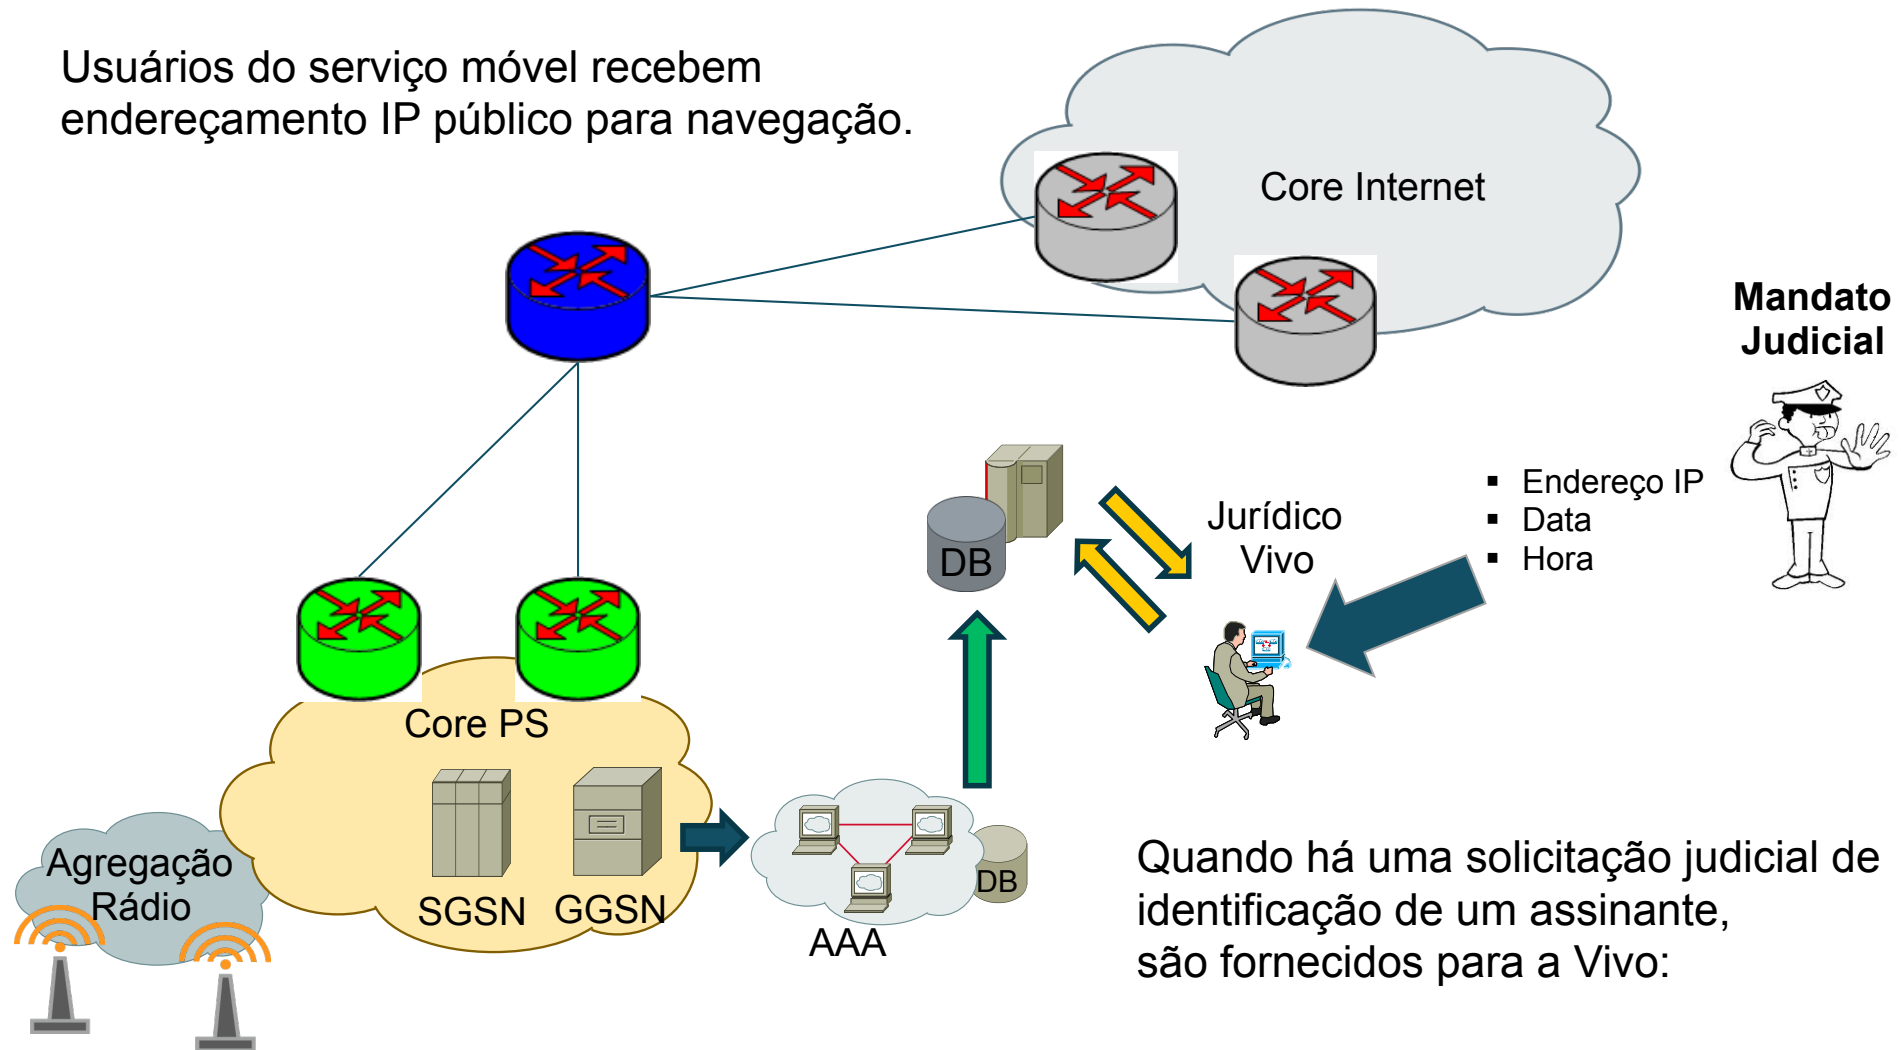 Usuários do serviço móvel recebem
endereçamento IP público para navegação.
Core Internet
Mandato
Judicial
▪ Endereço IP
▪ Data
▪ Hora
Jurídico
Vivo
DB
Core PS
Agregação
Rádio
SGSN
GGSN
DB
AAA
Quando há uma solicitação judicial de
identificação de um assinante,
são fornecidos para a Vivo: